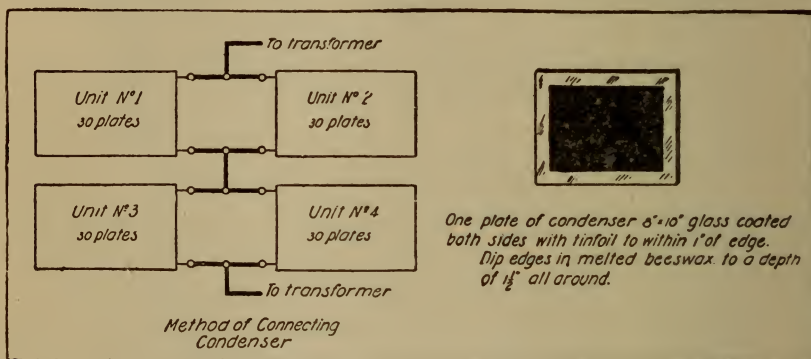 To transformer
Unit Nº1
30 plates
Unit Nº2
30 plates
Unit Nº3
30 plates
Unit Nº4
30 plates
To transformer
Method of Connecting
Condenser
One plate of condenser 8"×10" glass coated
both sides with tinfoil to within 1" of edge.
Dip edges in melted beeswax to a depth
of 1½" all around.